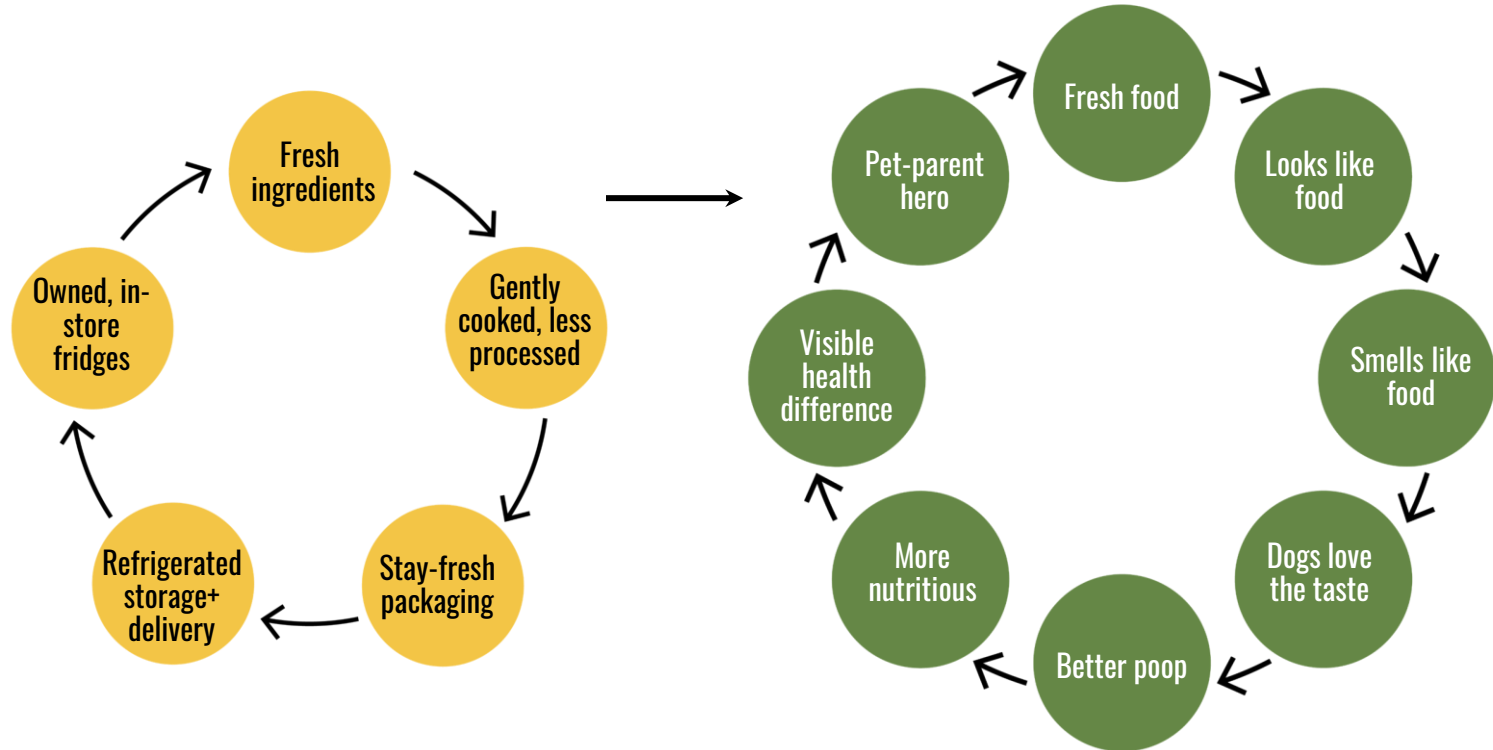 Fresh
ingredients
Gently
cooked, less
processed
Stay-fresh
packaging
Refrigerated
storage+
delivery
Owned, in-
store
fridges
Fresh food
Looks like
food
Smells like
food
Dogs love
the taste
Better poop
More
nutritious
Visible
health
difference
Pet-parent
hero